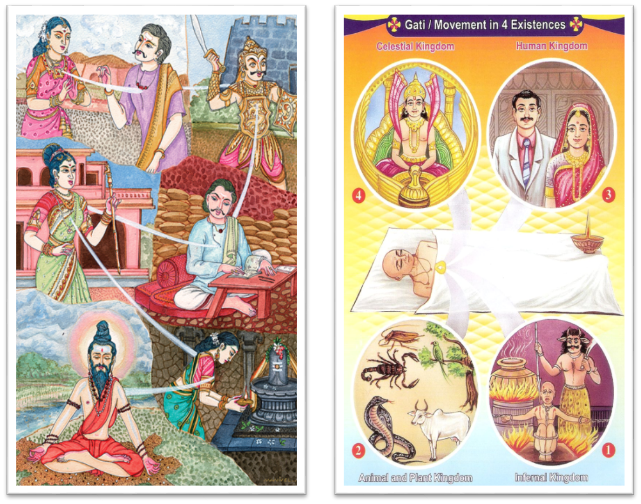 Gati / Movement in 4 Existences
Celestial Kingdom
Human Kingdom
4
3
2
1
Animal and Plant Kingdom
Infernal Kingdom